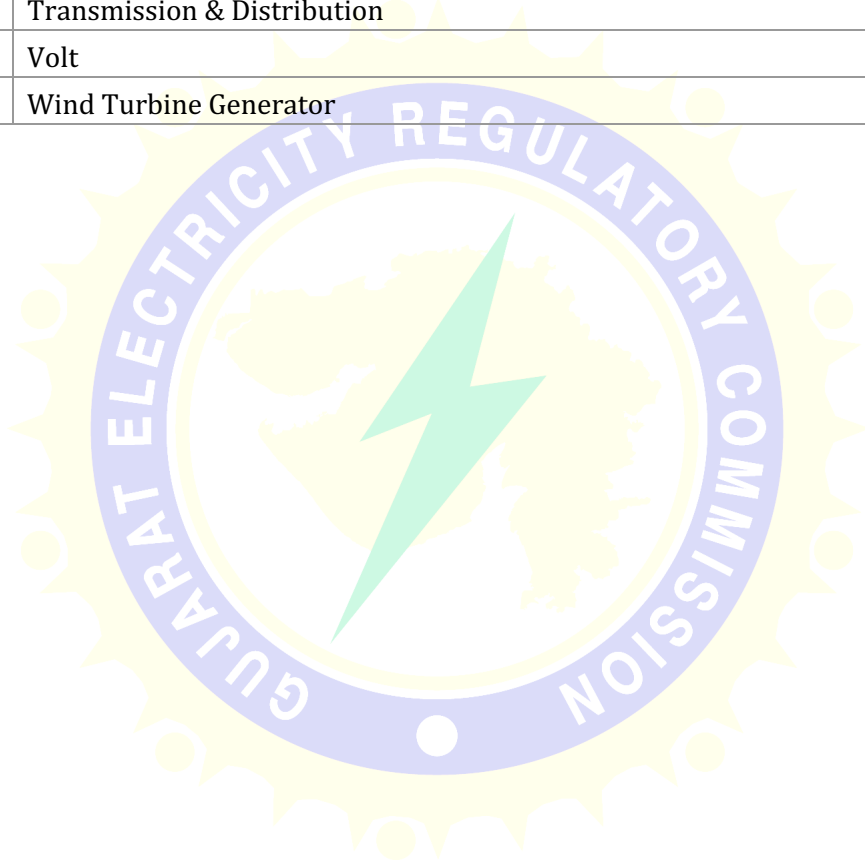 Transmission & Distribution
Volt
Wind Turbine Generator
GUJARAT ELECTRICITY REGULATORY COMMISSION